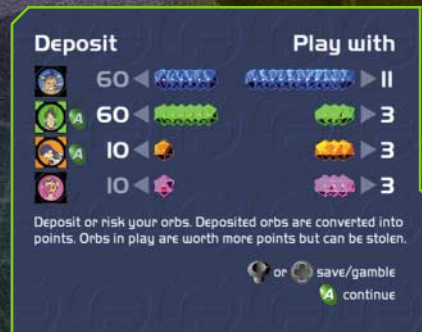 Deposit Play with
60 11
A 60 3
A 10 3
10 3
Deposit or risk your orbs. Deposited orbs are converted into
points. Orbs in play are worth more points but can be stolen.
or save/gamble
A continue